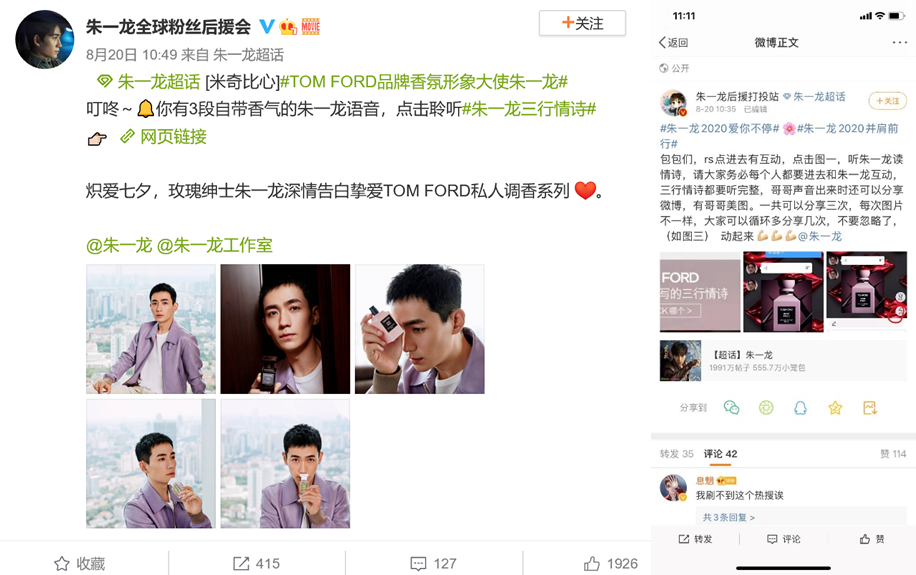 朱一龙全球粉丝后援会
MOVIE
+关注
8月20日 10:49 来自 朱一龙超话
朱一龙超话 [米奇比心]#TOM FORD品牌香氛形象大使朱一龙#
叮咚～🔔你有3段自带香气的朱一龙语音，点击聆听#朱一龙三行情诗#
👉🏻 网页链接
炽爱七夕，玫瑰绅士朱一龙深情告白挚爱TOM FORD私人调香系列 ❤️。
@朱一龙 @朱一龙工作室
收藏
415
127
1926
11:11
返回
微博正文
公开
朱一龙后援打投站 朱一龙超话
8-20 10:35 已编辑
+关注
#朱一龙2020爱你不停# 🌸#朱一龙2020并肩前
行#
包包们，rs点进去有互动，点击图一，听朱一龙读
情诗，请大家务必每个人都要进去和朱一龙互动，
三行情诗都要听完整，哥哥声音出来时还可以分享
微博，有哥哥美图。一共可以分享三次，每次图片
不一样，大家可以循环多分享几次，不要忽略了，
（如图三） 动起来💪🏼💪🏼💪🏼@朱一龙
FORD
写的三行情诗
K哪个 >
【超话】朱一龙
1991万帖子 555.7万小笼包
分享到
转发 35
评论 42
赞 114
息魈
我刷不到这个热搜诶
共3条回复 >
转发
评论
赞